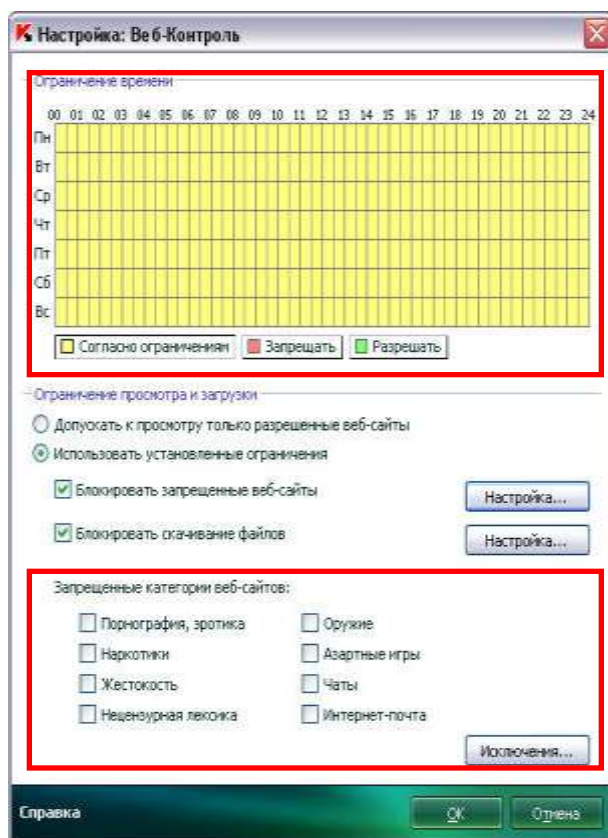 Настройка: Веб-Контроль
Ограничение времени
00 01 02 03 04 05 06 07 08 09 10 11 12 13 14 15 16 17 18 19 20 21 22 23 24
Пн
Вт
Ср
Чт
Пт
Сб
Вс
Согласно ограничениям Запрещать Разрешать
Ограничение просмотра и загрузки
Допускать к просмотру только разрешенные веб-сайты
Использовать установленные ограничения
Блокировать запрещенные веб-сайты Настройка...
Блокировать скачивание файлов Настройка...
Запрещенные категории веб-сайтов:
Порнография, эротика Оружие
Наркотики Азартные игры
Жестокость Чаты
Нецензурная лексика Интернет-почта
Исключения...
Справка OK Отмена